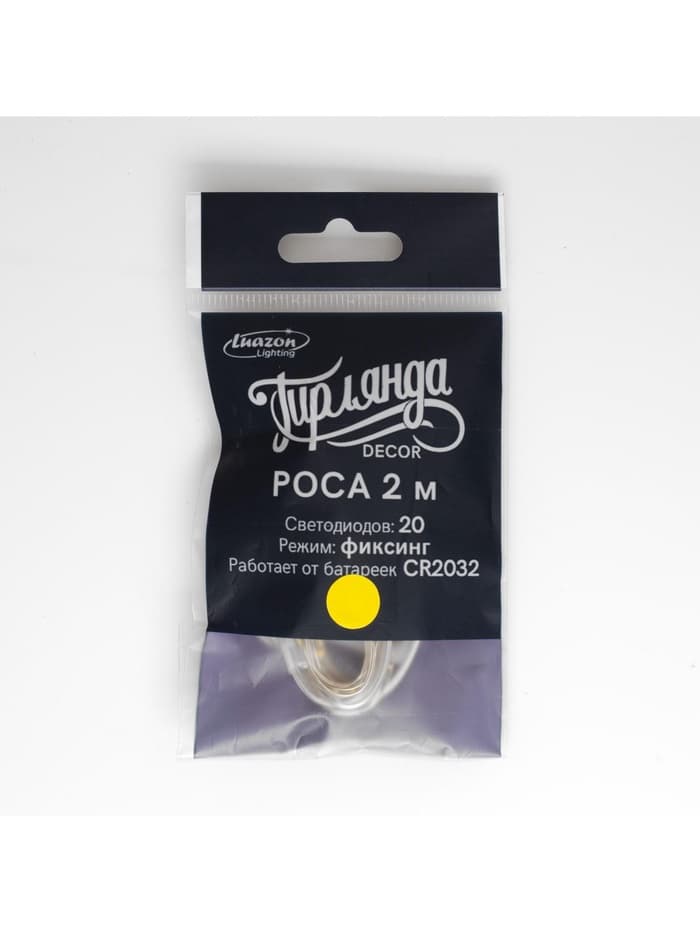 Luazon
Lighting
Гирлянда
DECOR
РОСА 2 м
Светодиодов: 20
Режим: фиксинг
Работает от батареек CR2032